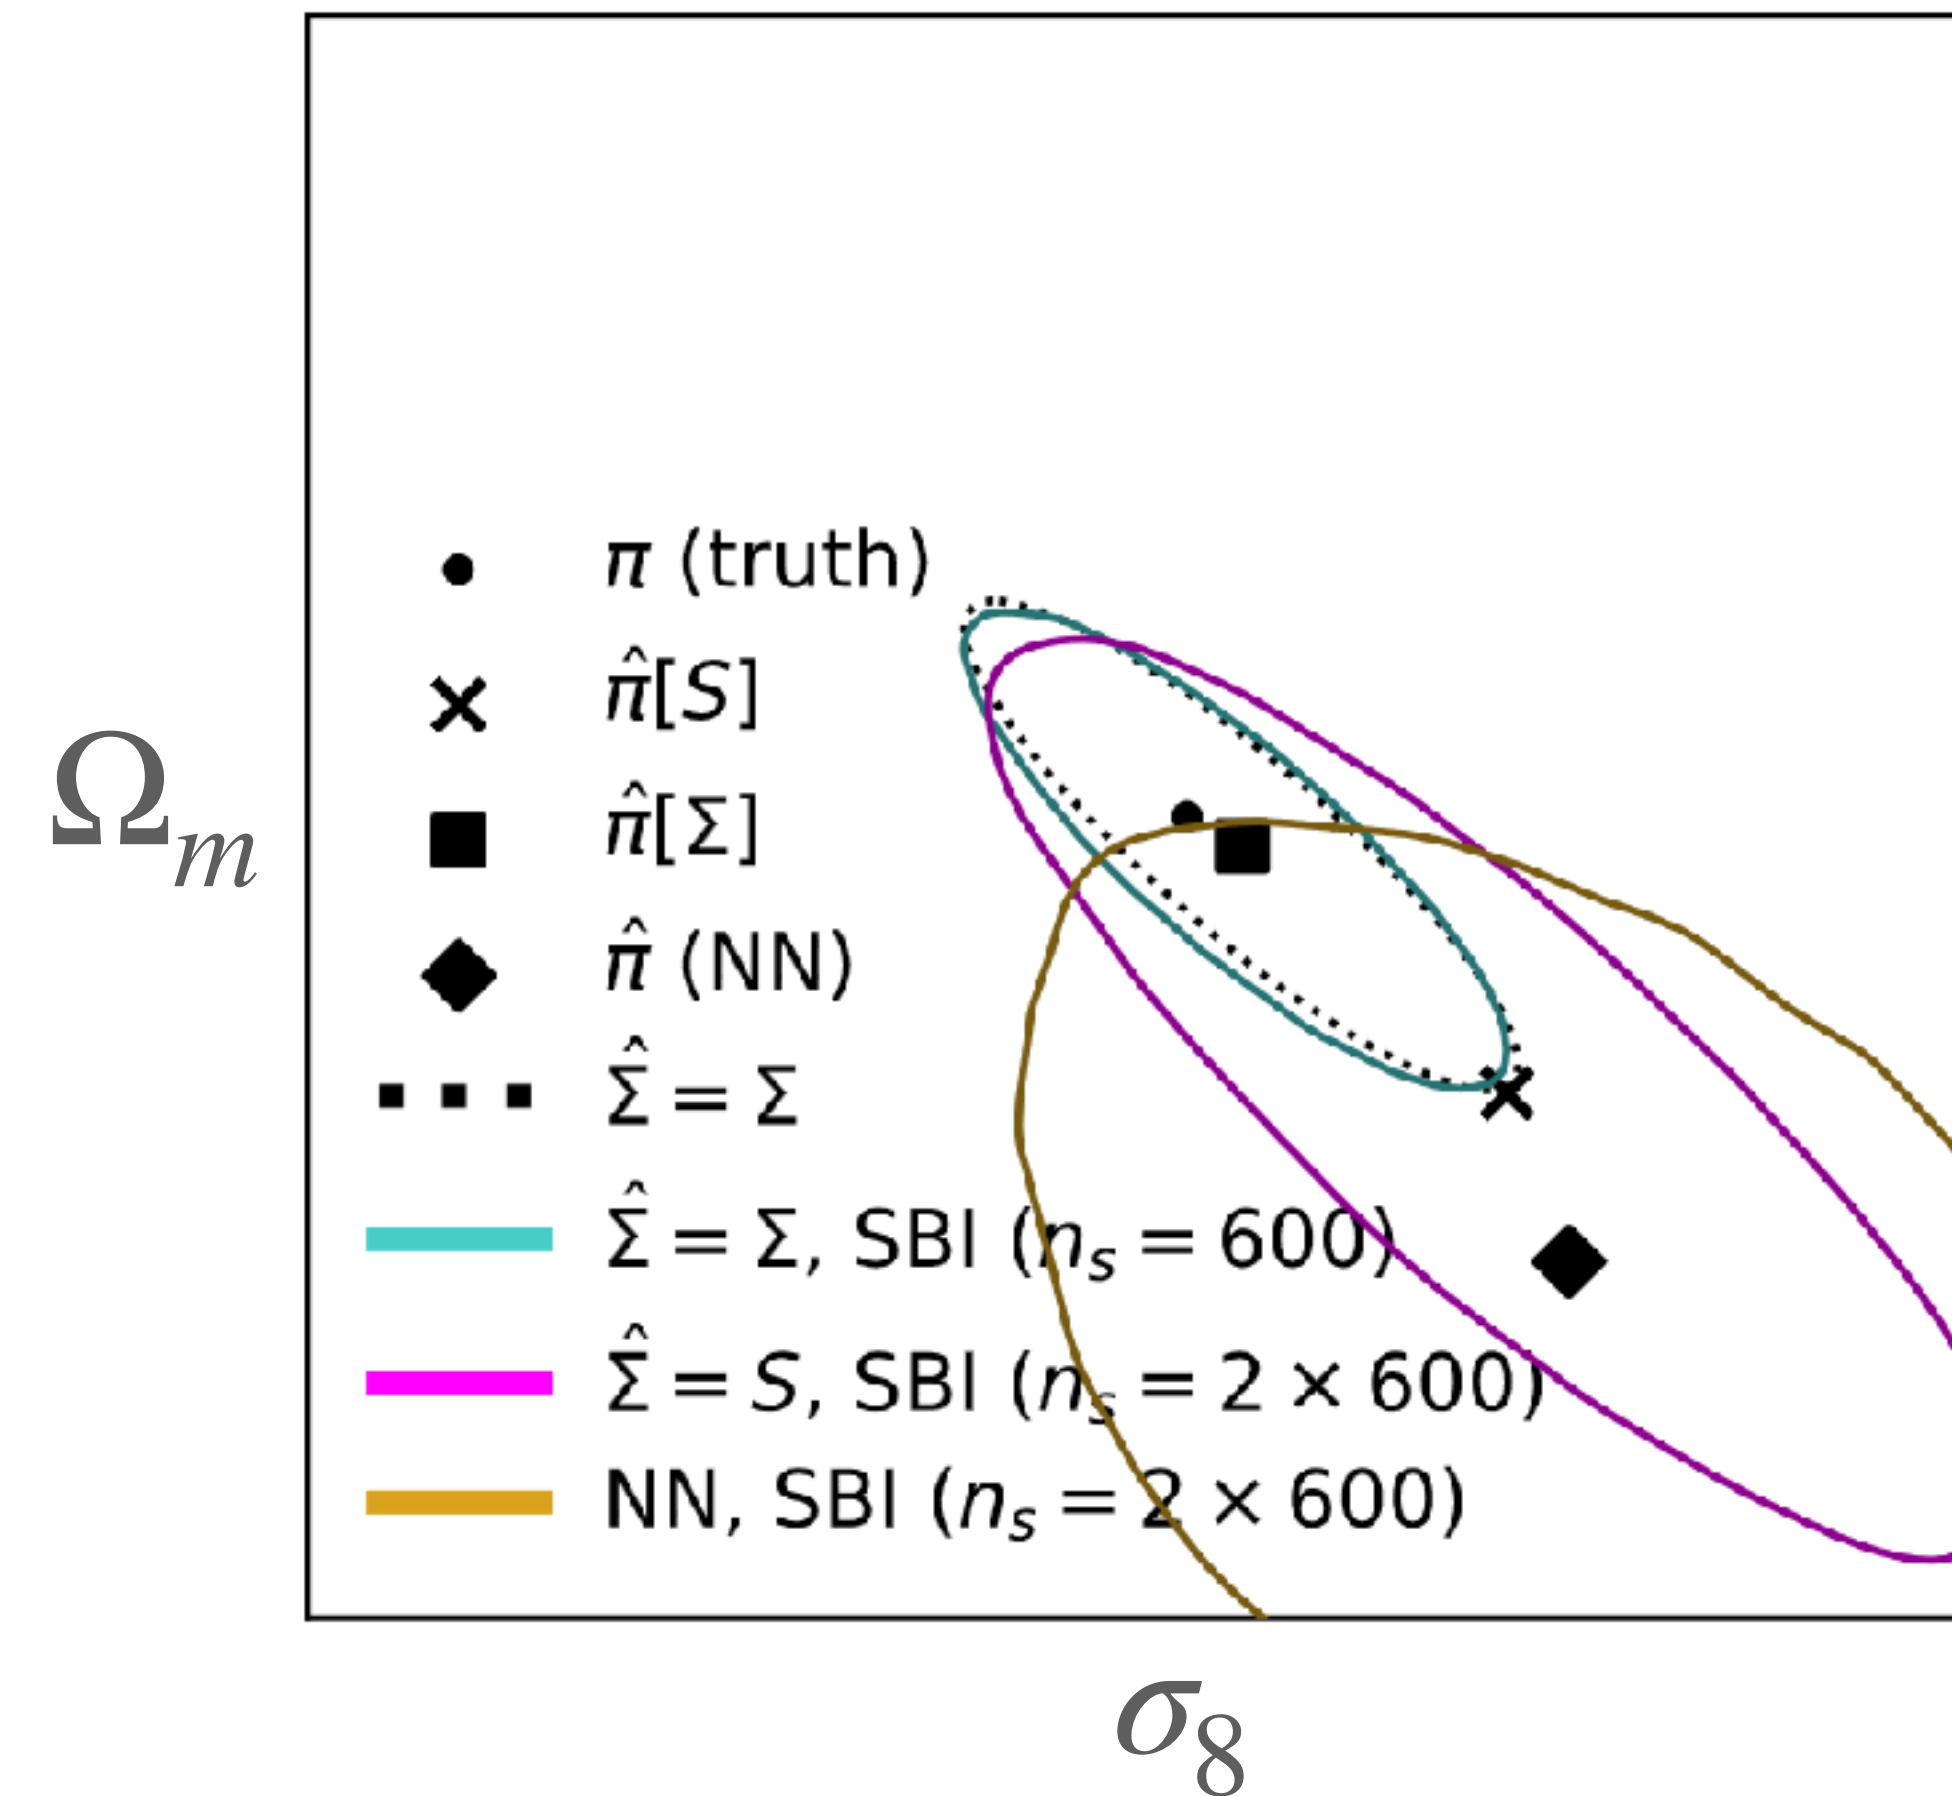 π (truth)
π̂[S]
π̂[Σ]
π̂ (NN)
Σ̂ = Σ
Σ̂ = Σ, SBI (nₛ = 600)
Σ̂ = S, SBI (nₛ = 2 × 600)
NN, SBI (nₛ = 2 × 600)
Ωₘ
σ₈